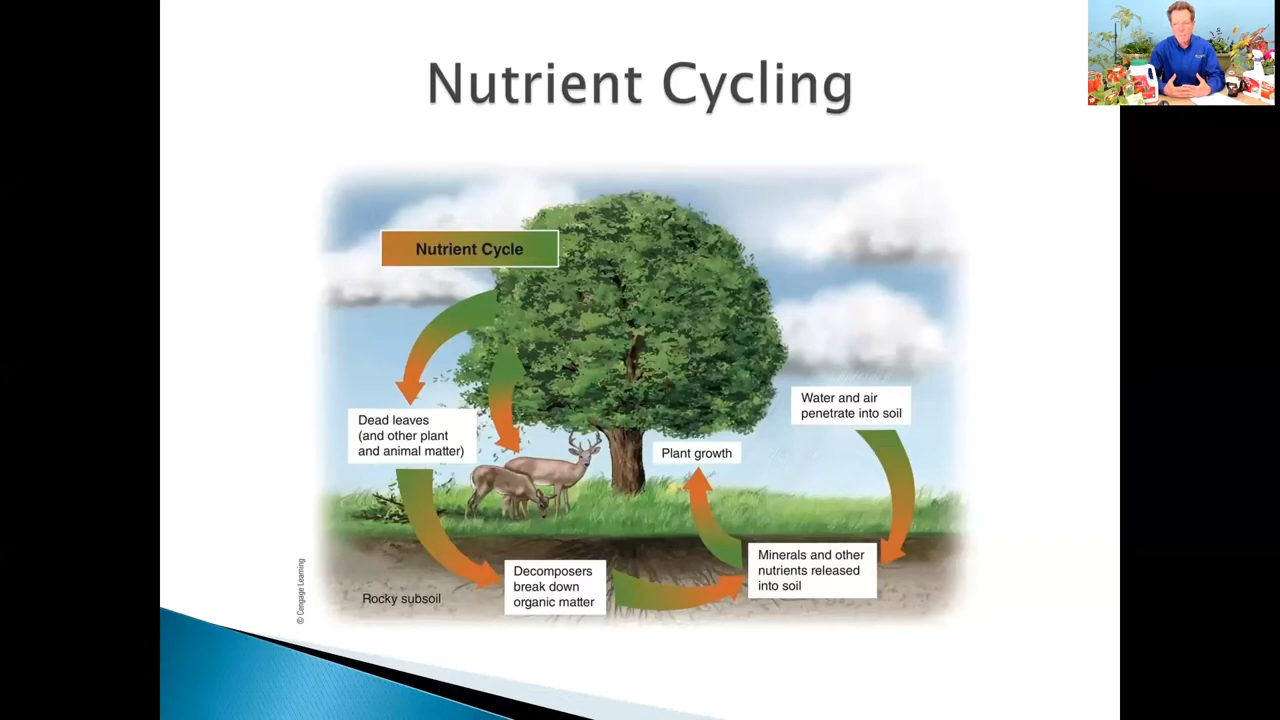 Nutrient Cycling
Nutrient Cycle
Dead leaves
(and other plant
and animal matter)
Water and air
penetrate into soil
Plant growth
Minerals and other
nutrients released
into soil
Decomposers
break down
organic matter
Rocky subsoil
© Cengage Learning